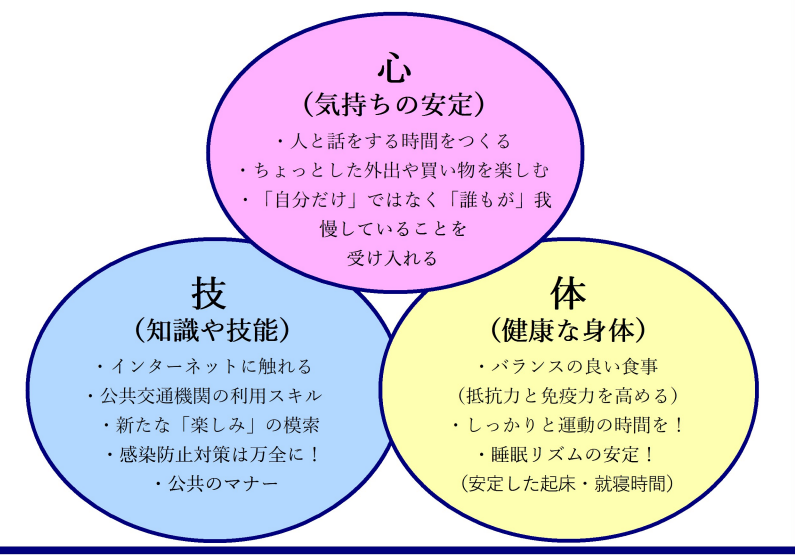 心
(気持ちの安定)
・人と話をする時間をつくる
・ちょっとした外出や買い物を楽しむ
・「自分だけ」ではなく「誰もが」我
慢していることを
受け入れる
技
(知識や技能)
・インターネットに触れる
・公共交通機関の利用スキル
・新たな「楽しみ」の模索
・感染防止対策は万全に!
・公共のマナー
体
(健康な身体)
・バランスの良い食事
(抵抗力と免疫力を高める)
・しっかりと運動の時間を!
・睡眠リズムの安定!
(安定した起床・就寝時間)